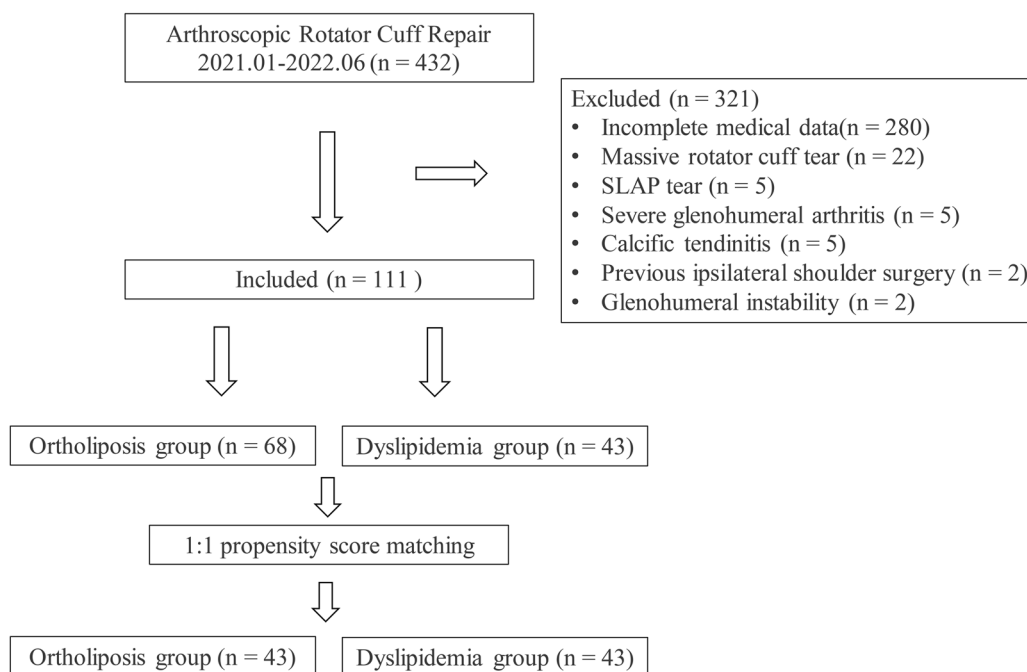 Arthroscopic Rotator Cuff Repair
2021.01-2022.06 (n = 432)
Excluded (n = 321)
• Incomplete medical data(n = 280)
• Massive rotator cuff tear (n = 22)
• SLAP tear (n = 5)
• Severe glenohumeral arthritis (n = 5)
• Calcific tendinitis (n = 5)
• Previous ipsilateral shoulder surgery (n = 2)
• Glenohumeral instability (n = 2)
Included (n = 111 )
Ortholiposis group (n = 68)
Dyslipidemia group (n = 43)
1:1 propensity score matching
Ortholiposis group (n = 43)
Dyslipidemia group (n = 43)